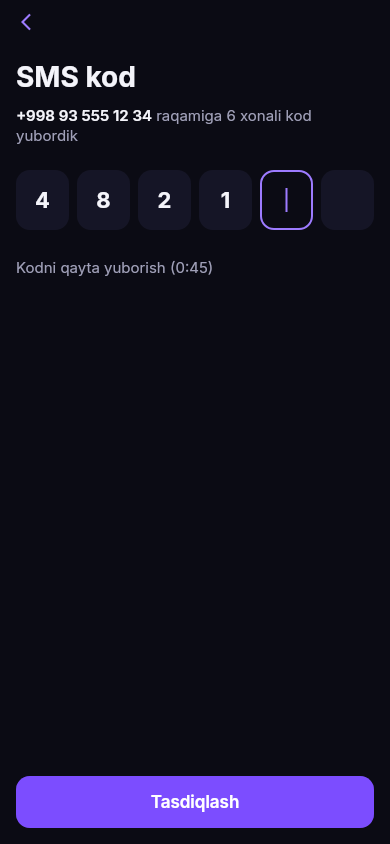 SMS kod
+998 93 555 12 34 raqamiga 6 xonali kod
yubordik
4 8 2 1
Kodni qayta yuborish (0:45)
Tasdiqlash